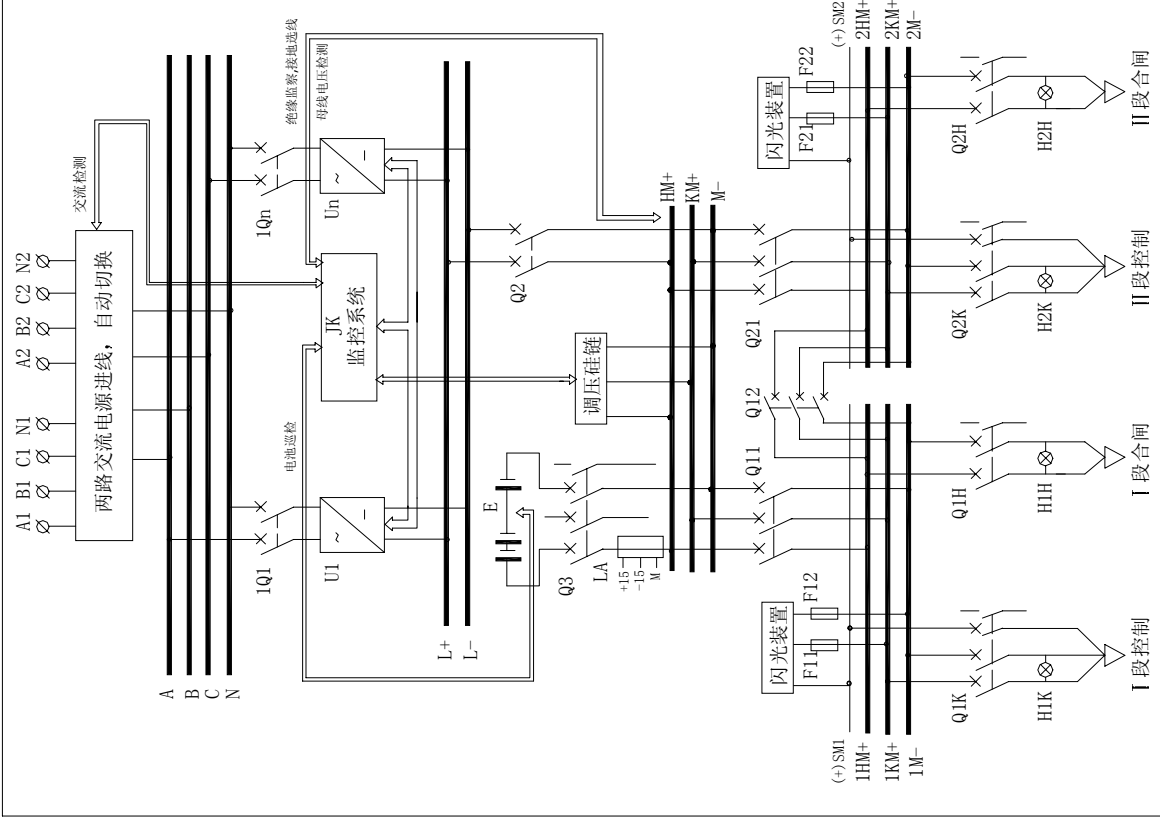 A1 B1 C1 N1 A2 B2 C2 N2
两路交流电源进线，自动切换
交流检测
A
B
C
N
1Q1
1Qn
电池巡检
绝缘监察,接地选线
母线电压检测
U1
~
−
JK
监控系统
Un
~
−
L+
L-
E
Q3
LA
+15
-15
M
Q2
调压硅链
HM+
KM+
M-
Q11
Q12
Q21
闪光装置
F11
F12
闪光装置
F21
F22
(+)SM1
1HM+
1KM+
1M-
(+)SM2
2HM+
2KM+
2M-
Q1K
Q1H
Q2K
Q2H
H1K
H1H
H2K
H2H
I段控制
I段合闸
II段控制
II段合闸